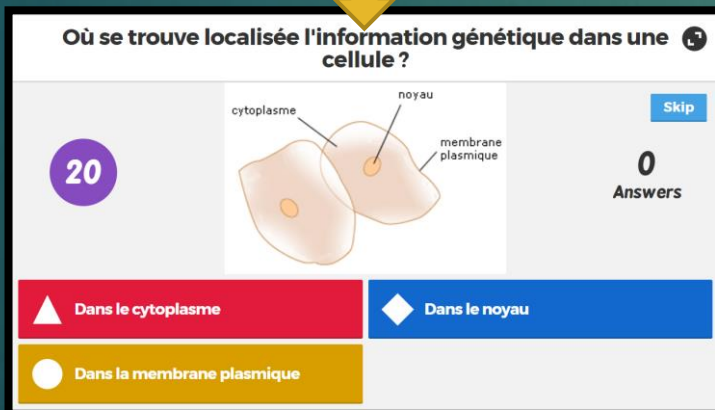 Où se trouve localisée l'information génétique dans une
cellule ?
noyau
cytoplasme
Skip
membrane
plasmique
20
0
Answers
Dans le cytoplasme
Dans le noyau
Dans la membrane plasmique